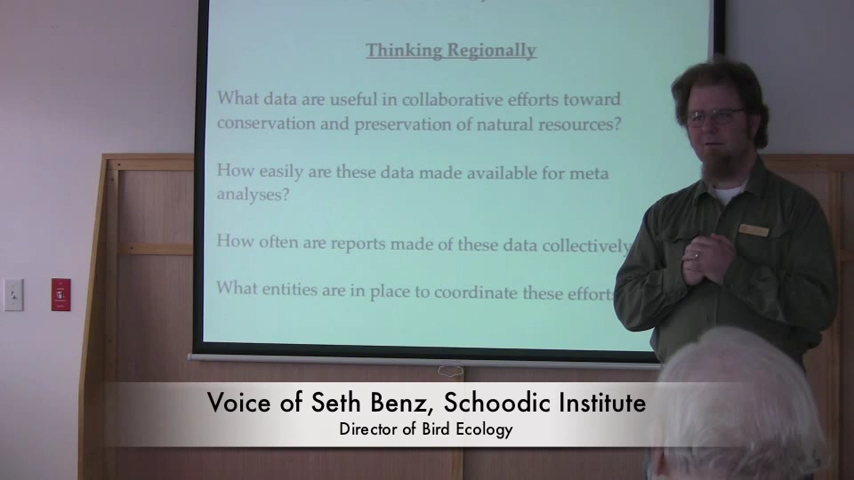 Thinking Regionally
What data are useful in collaborative efforts toward
conservation and preservation of natural resources?
How easily are these data made available for meta
analyses?
How often are reports made of these data collectively
What entities are in place to coordinate these efforts
Voice of Seth Benz, Schoodic Institute
Director of Bird Ecology